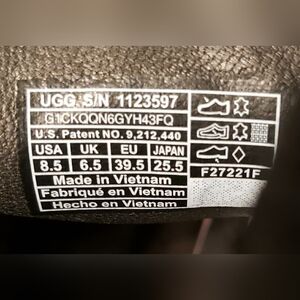 UGG, S/N 1123597
G1CKQQN6GYH43FQ
U.S. Patent NO. 9,212,440
USA UK EU JAPAN
8.5 6.5 39.5 25.5
Made in Vietnam
Fabriqué en Vietnam
Hecho en Vietnam
F27221F